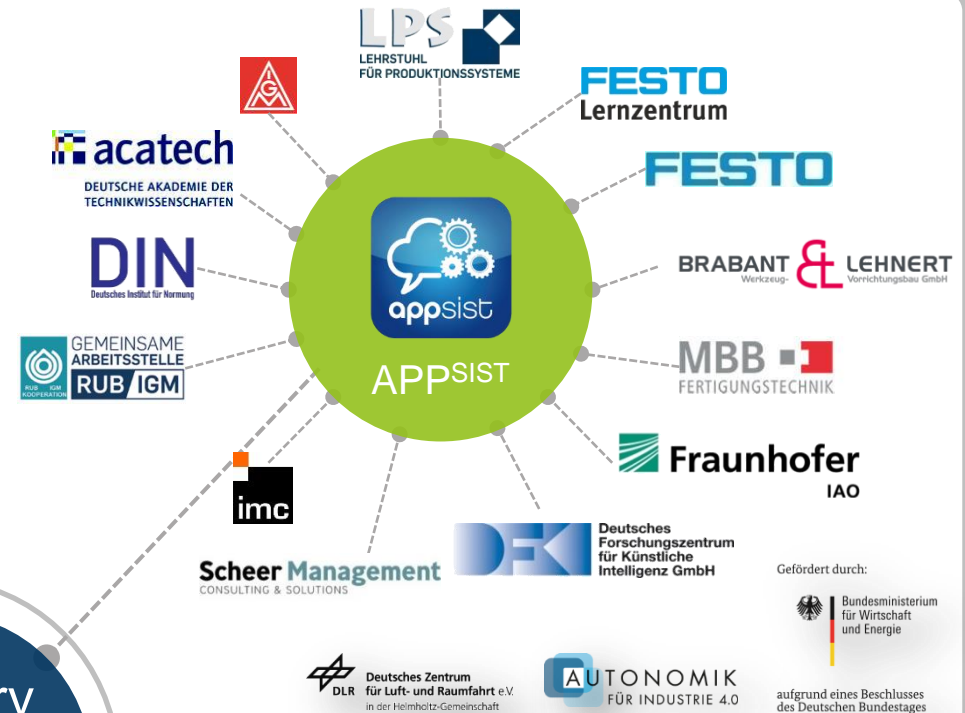 LPS
LEHRSTUHL
FÜR PRODUKTIONSSYSTEME
IGM
FESTO
Lernzentrum
acatech
DEUTSCHE AKADEMIE DER
TECHNIKWISSENSCHAFTEN
FESTO
DIN
Deutsches Institut für Normung
appsist
APPSIST
BRABANT & LEHNERT
Werkzeug- Vorrichtungsbau GmbH
GEMEINSAME
ARBEITSSTELLE
RUB/IGM
RUB IGM
KOOPERATION
MBB
FERTIGUNGSTECHNIK
Fraunhofer
IAO
imc
Scheer Management
CONSULTING & SOLUTIONS
DFKI
Deutsches
Forschungszentrum
für Künstliche
Intelligenz GmbH
Gefördert durch:
Bundesministerium
für Wirtschaft
und Energie
aufgrund eines Beschlusses
des Deutschen Bundestages
DLR
Deutsches Zentrum
für Luft- und Raumfahrt e.V.
in der Helmholtz-Gemeinschaft
AUTONOMIK
FÜR INDUSTRIE 4.0